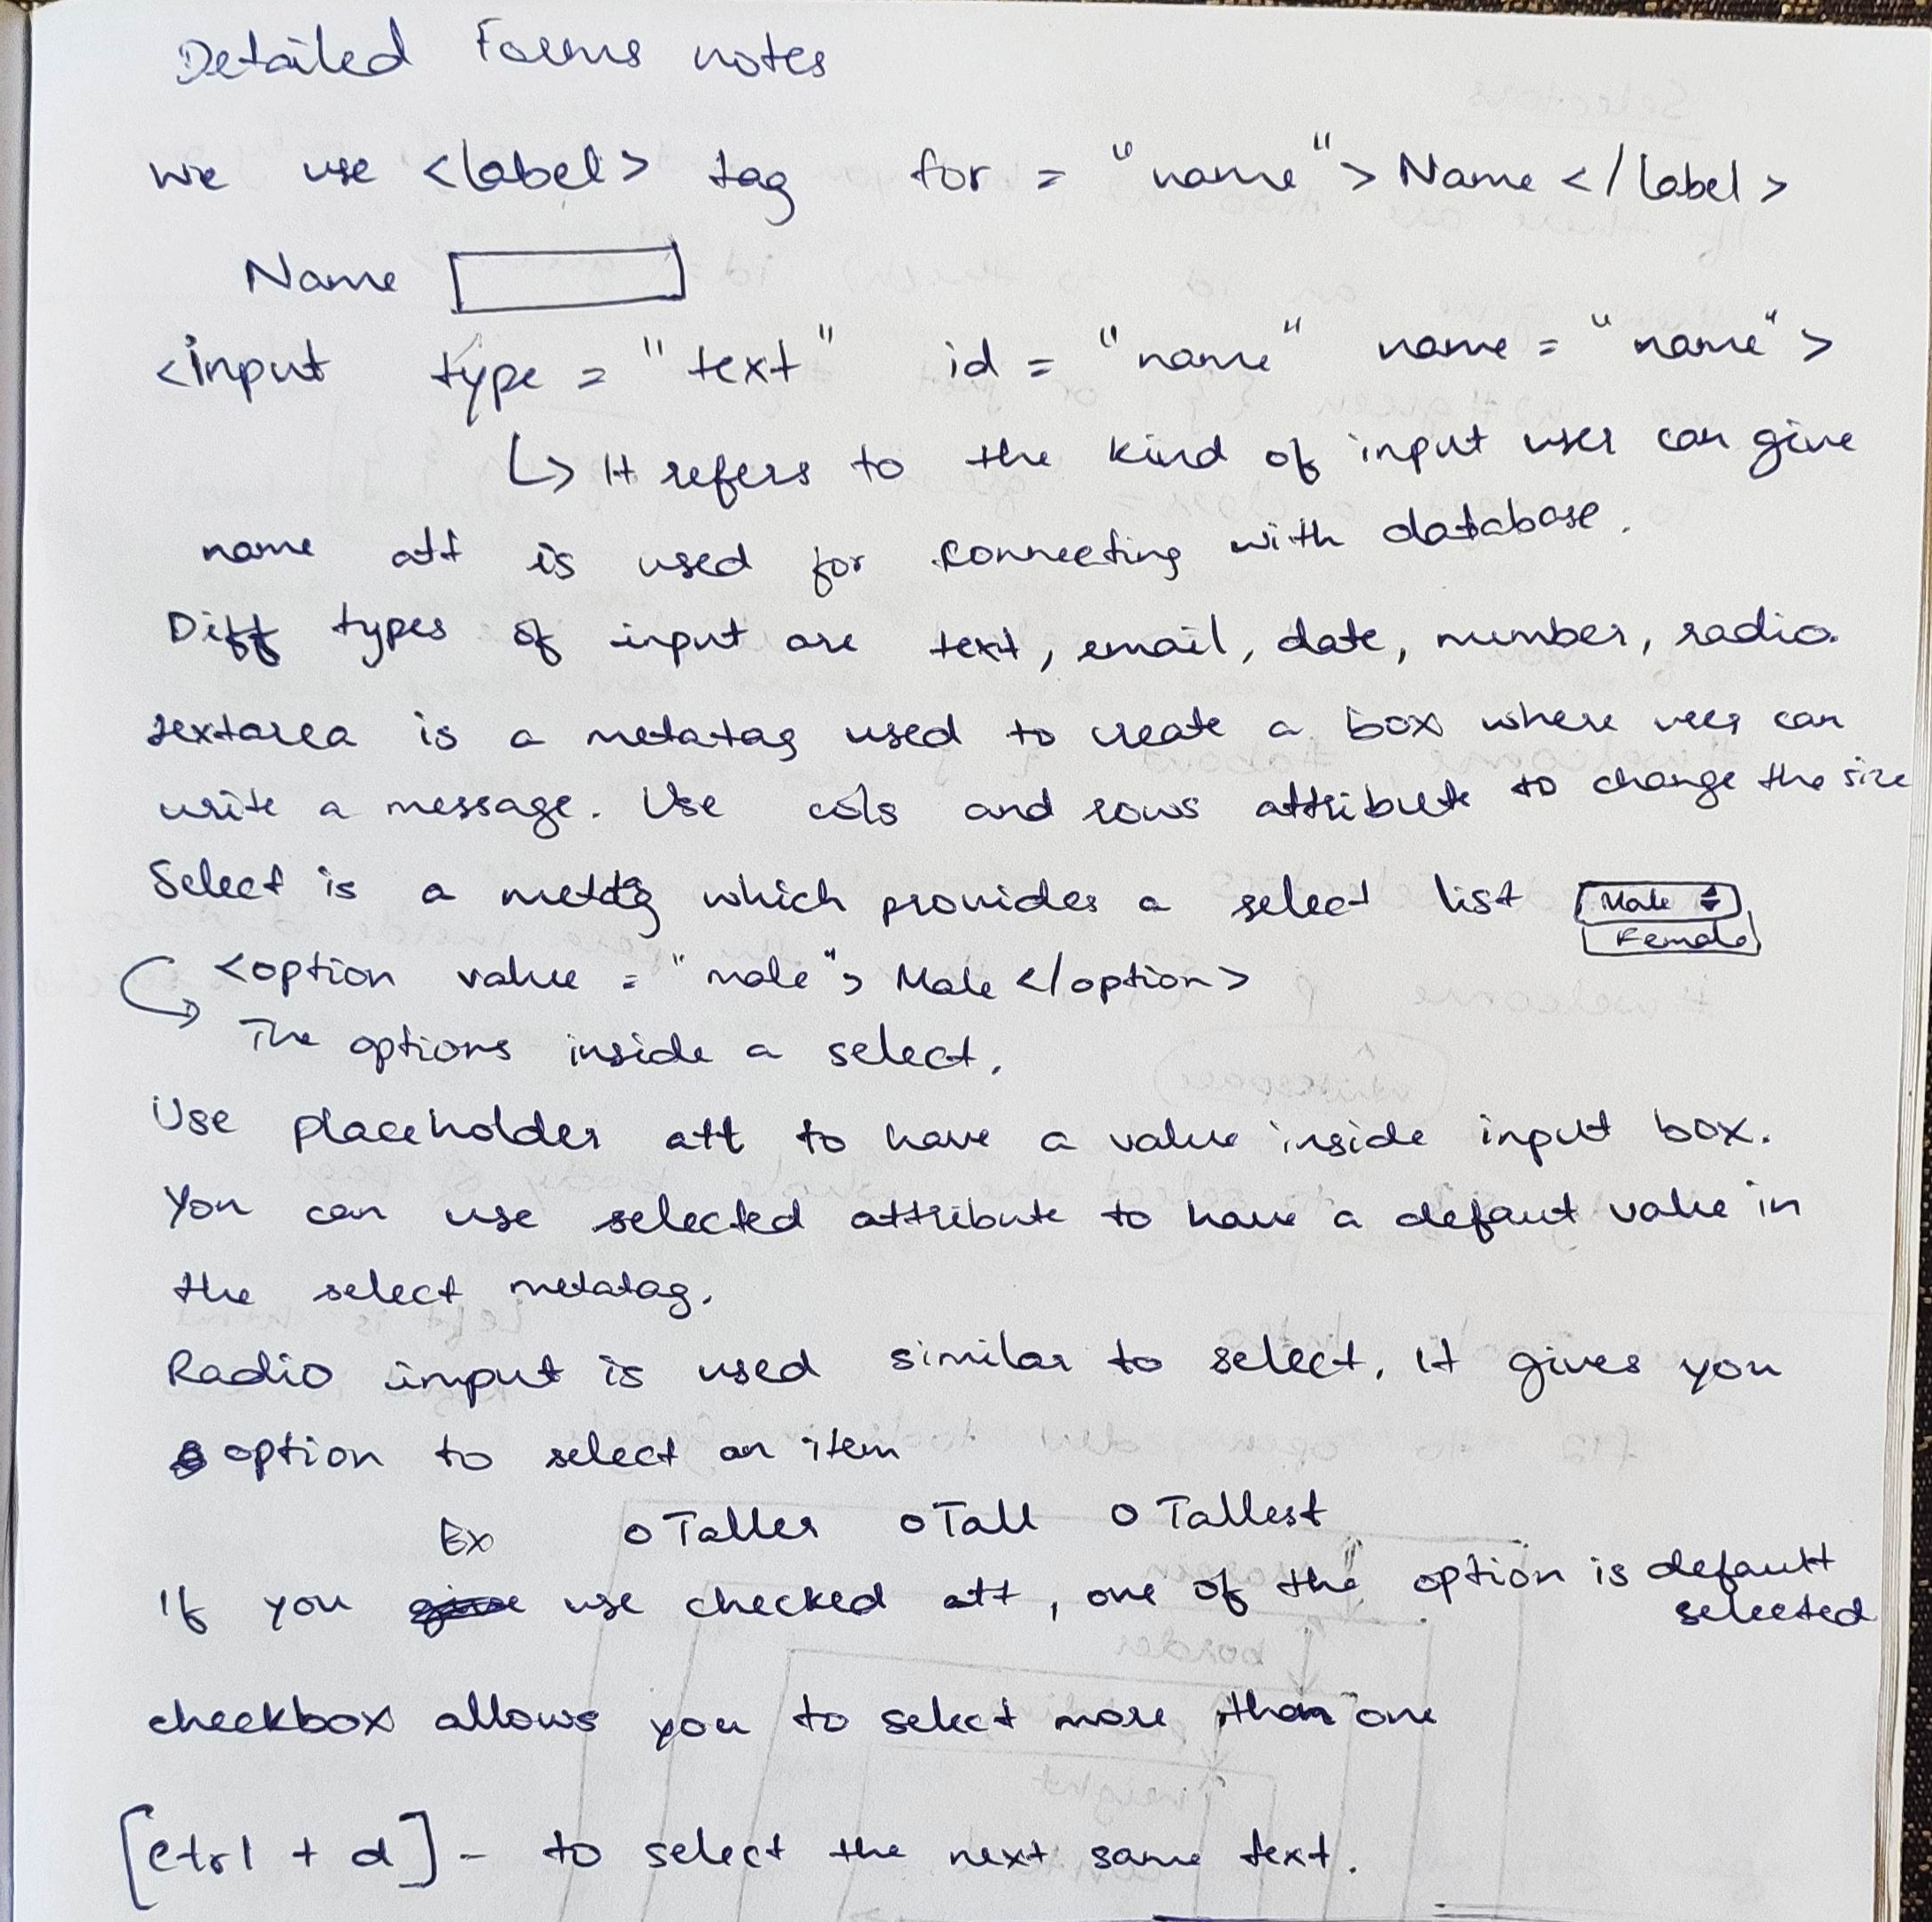 Detailed Forms notes
we use <label> tag for = "name"> Name </label>
Name
<input type = "text" id = "name" name = "name">
↳ It refers to the kind of input user can give
name att is used for connecting with database.
Diff types of input are text, email, date, number, radio.
textarea is a metatag used to create a box where user can
write a message. Use cols and rows attribute to change the size
Select is a metatag which provides a select list Male
Female
<option value = "male"> Male </option>
The options inside a select.
Use placeholder att to have a value inside input box.
You can use selected attribute to have a defaut value in
the select metatag.
Radio input is used similar to select. It gives you
option to select an item
Ex o Taller o Tall o Tallest
If you use checked att, one of the option is default
selected
checkbox allows you to select more than one
[Ctrl + d] - to select the next same text.